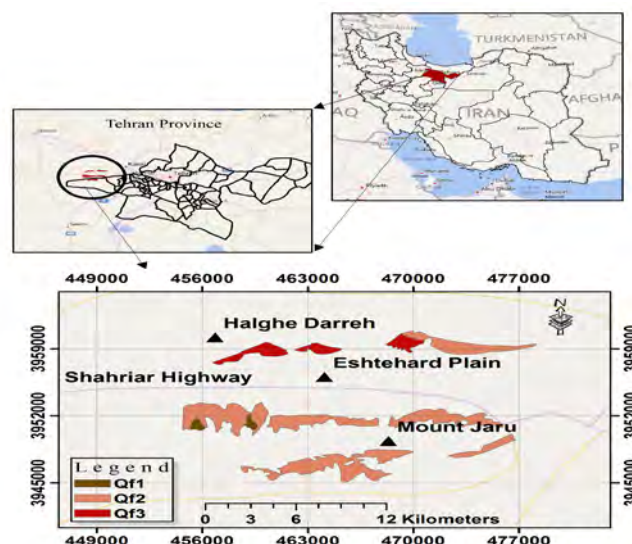 TURKMENISTAN
IRAN
AFGHA
AQ
Tehran Province
449000 456000 463000 470000 477000
N
Halghe Darreh
3959000 3959000
Eshtehard Plain
Shahriar Highway
3952000 3952000
Mount Jaru
Legend
3945000 3945000
Qf1
Qf2
Qf3
0 3 6 12 Kilometers
449000 456000 463000 470000 477000